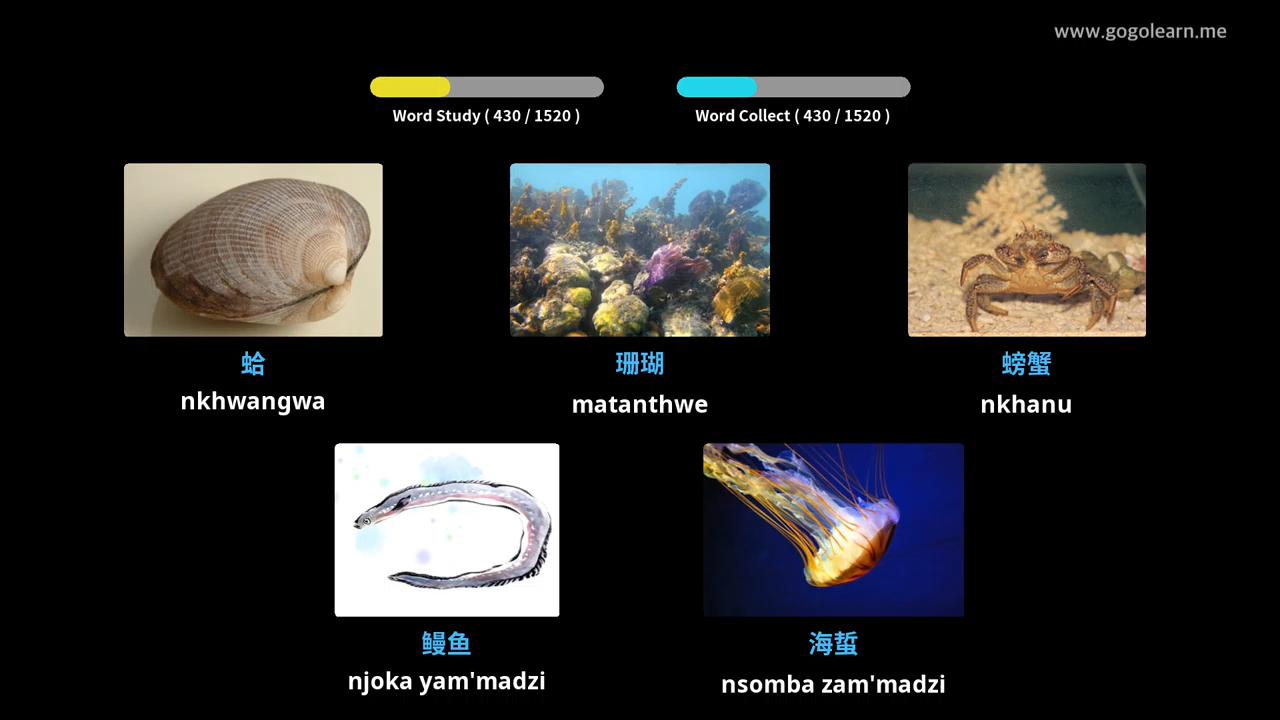 www.gogolearn.me
Word Study ( 430 / 1520 )
Word Collect ( 430 / 1520 )
蛤
珊瑚
螃蟹
nkhwangwa
matanthwe
nkhanu
鳗鱼
海蜇
njoka yam'madzi
nsomba zam'madzi